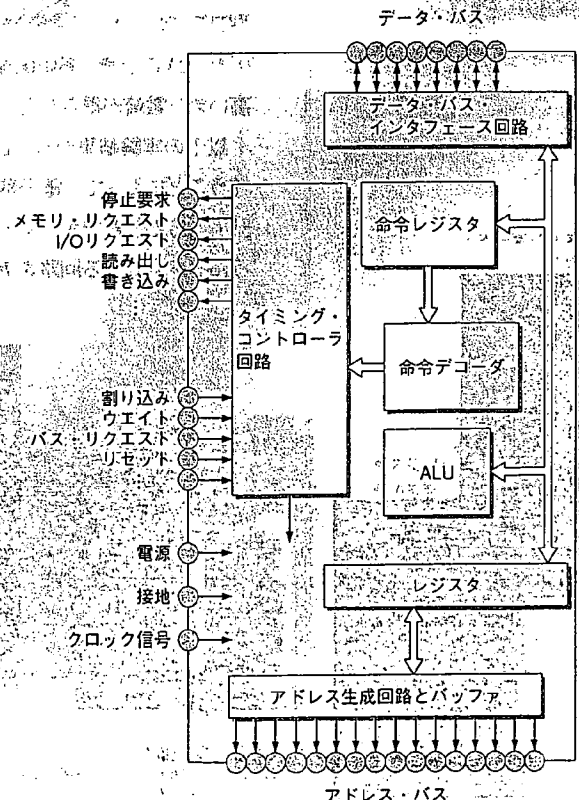 データ・バス
データ・バス・
インタフェース回路
停止要求
メモリ・リクエスト
I/Oリクエスト
読み出し
書き込み
命令レジスタ
タイミング・
コントローラ
回路
命令デコーダ
割り込み
ウエイト
バス・リクエスト
リセット
ALU
電源
接地
レジスタ
クロック信号
アドレス生成回路とバッファ
アドレス・バス